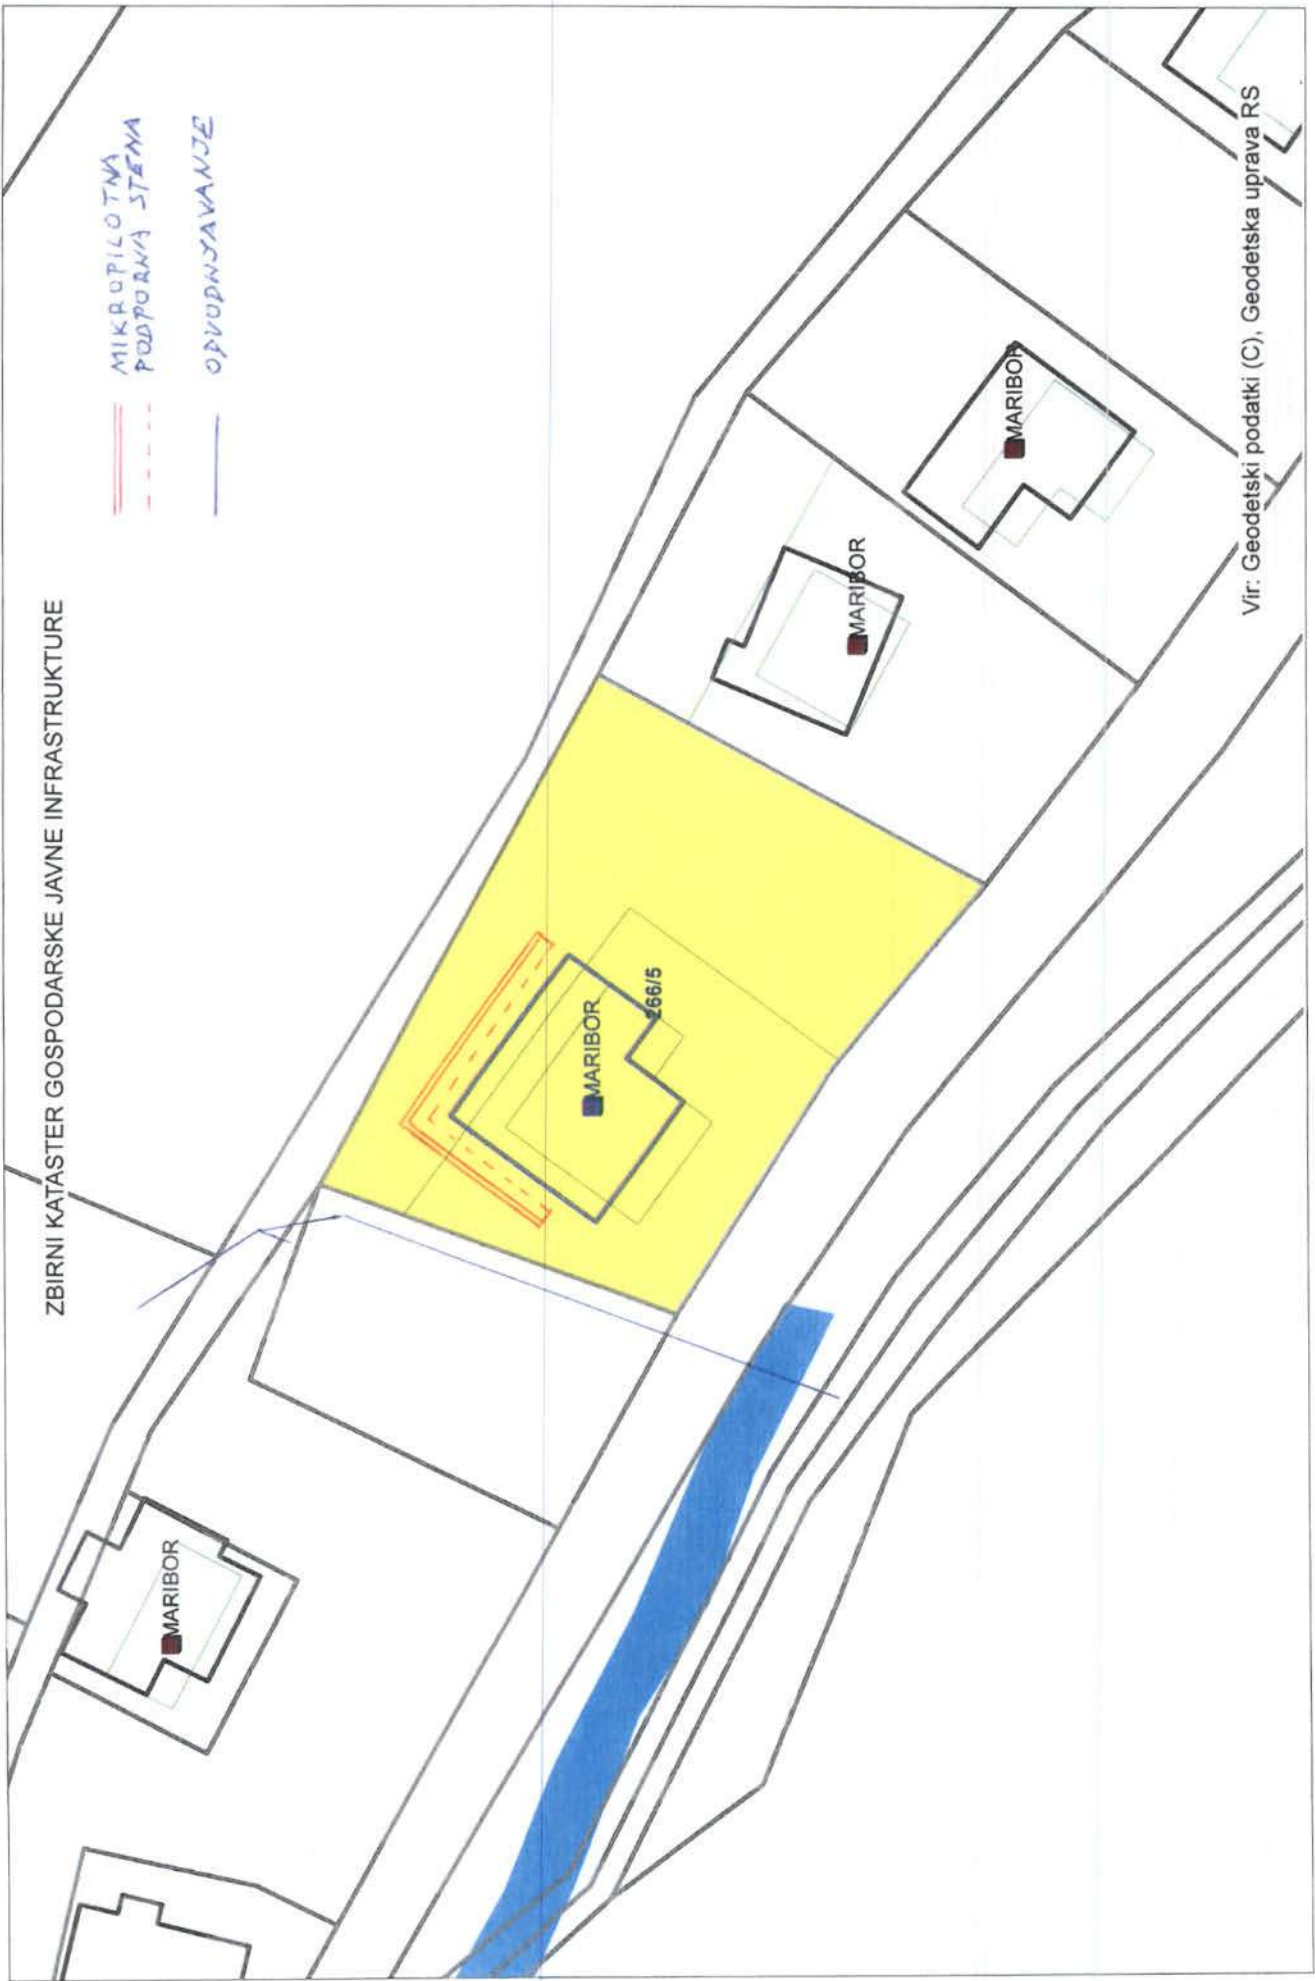 ZBIRNI KATASTER GOSPODARSKE JAVNE INFRASTRUKTURE
MIKROPILOTNA
PODPORNA STENA
ODVODNJAVANJE
MARIBOR
MARIBOR
266/5
MARIBOR
MARIBOR
Vir: Geodetski podatki (C), Geodetska uprava RS